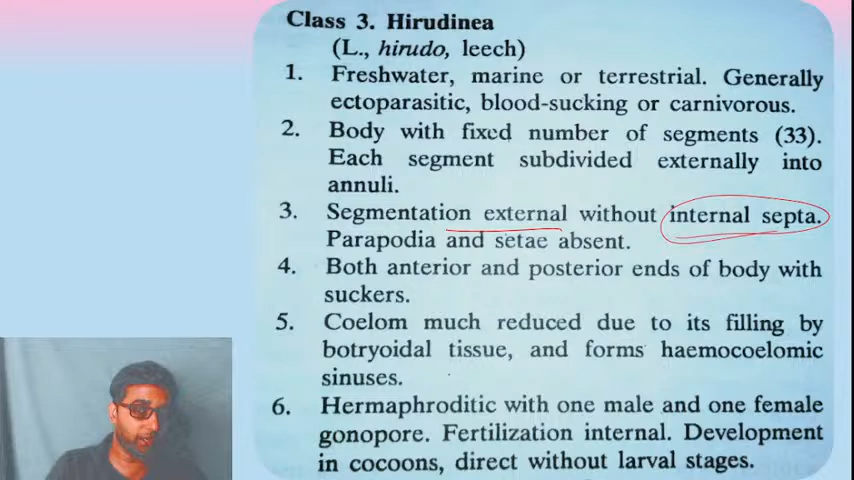 Class 3. Hirudinea
(L., hirudo, leech)
1. Freshwater, marine or terrestrial. Generally
ectoparasitic, blood-sucking or carnivorous.
2. Body with fixed number of segments (33).
Each segment subdivided externally into
annuli.
3. Segmentation external without internal septa.
Parapodia and setae absent.
4. Both anterior and posterior ends of body with
suckers.
5. Coelom much reduced due to its filling by
botryoidal tissue, and forms haemocoelomic
sinuses.
6. Hermaphroditic with one male and one female
gonopore. Fertilization internal. Development
in cocoons, direct without larval stages.